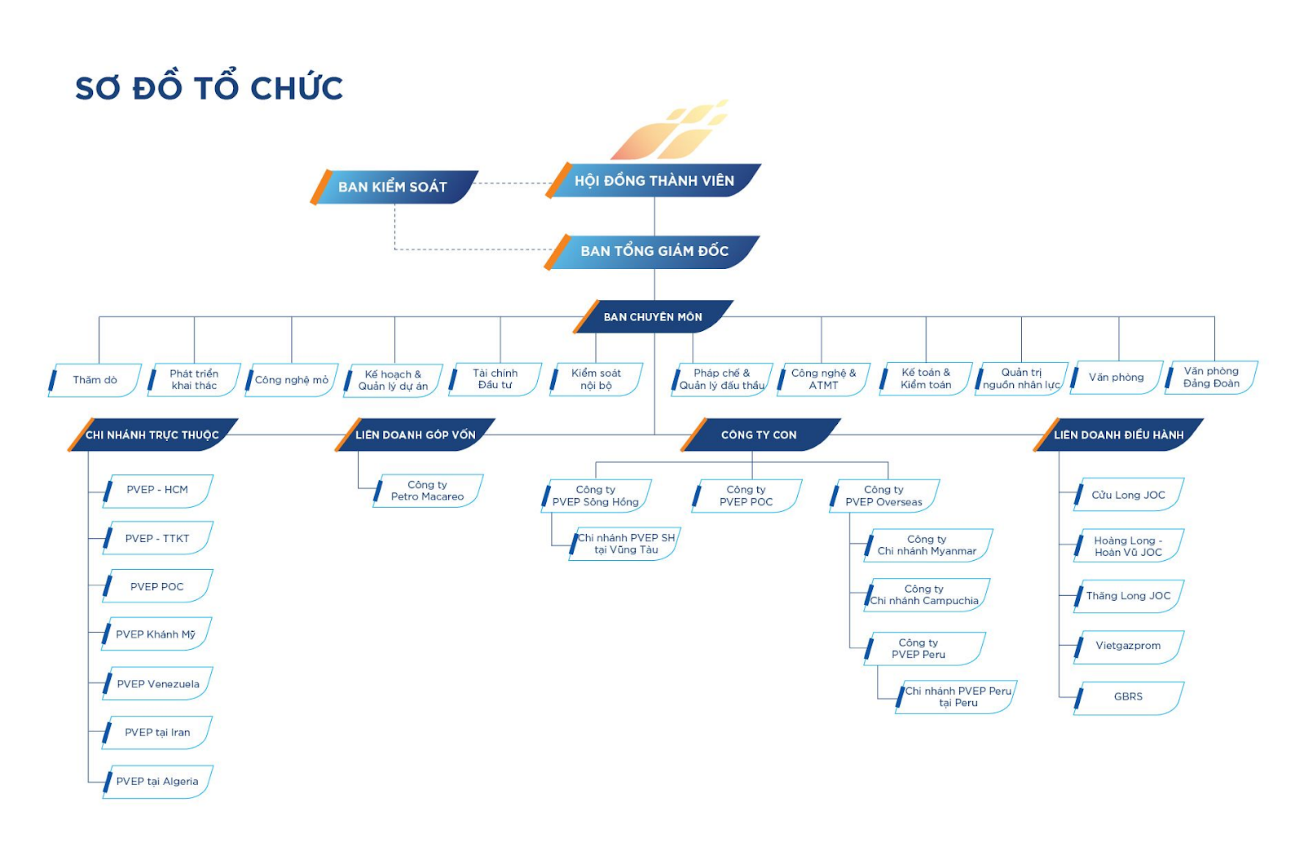 SƠ ĐỒ TỔ CHỨC
HỘI ĐỒNG THÀNH VIÊN
BAN KIỂM SOÁT
BAN TỔNG GIÁM ĐỐC
BAN CHUYÊN MÔN
Thăm dò
Phát triển
khai thác
Công nghệ mỏ
Kế hoạch &
Quản lý dự án
Tài chính
Đầu tư
Kiểm soát
nội bộ
Pháp chế &
Quản lý đấu thầu
Công nghệ &
ATMT
Kế toán &
Kiểm toán
Quản trị
nguồn nhân lực
Văn phòng
Văn phòng
Đảng Đoàn
CHI NHÁNH TRỰC THUỘC
PVEP - HCM
PVEP - TTKT
PVEP POC
PVEP Khánh Mỹ
PVEP Venezuela
PVEP tại Iran
PVEP tại Algeria
LIÊN DOANH GÓP VỐN
Công ty
Petro Macareo
CÔNG TY CON
Công ty
PVEP Sông Hồng
Chi nhánh PVEP SH
tại Vũng Tàu
Công ty
PVEP POC
Công ty
PVEP Overseas
Công ty
Chi nhánh Myanmar
Công ty
Chi nhánh Campuchia
Công ty
PVEP Peru
Chi nhánh PVEP Peru
tại Peru
LIÊN DOANH ĐIỀU HÀNH
Cửu Long JOC
Hoàng Long -
Hoàn Vũ JOC
Thăng Long JOC
Vietgazprom
GBRS